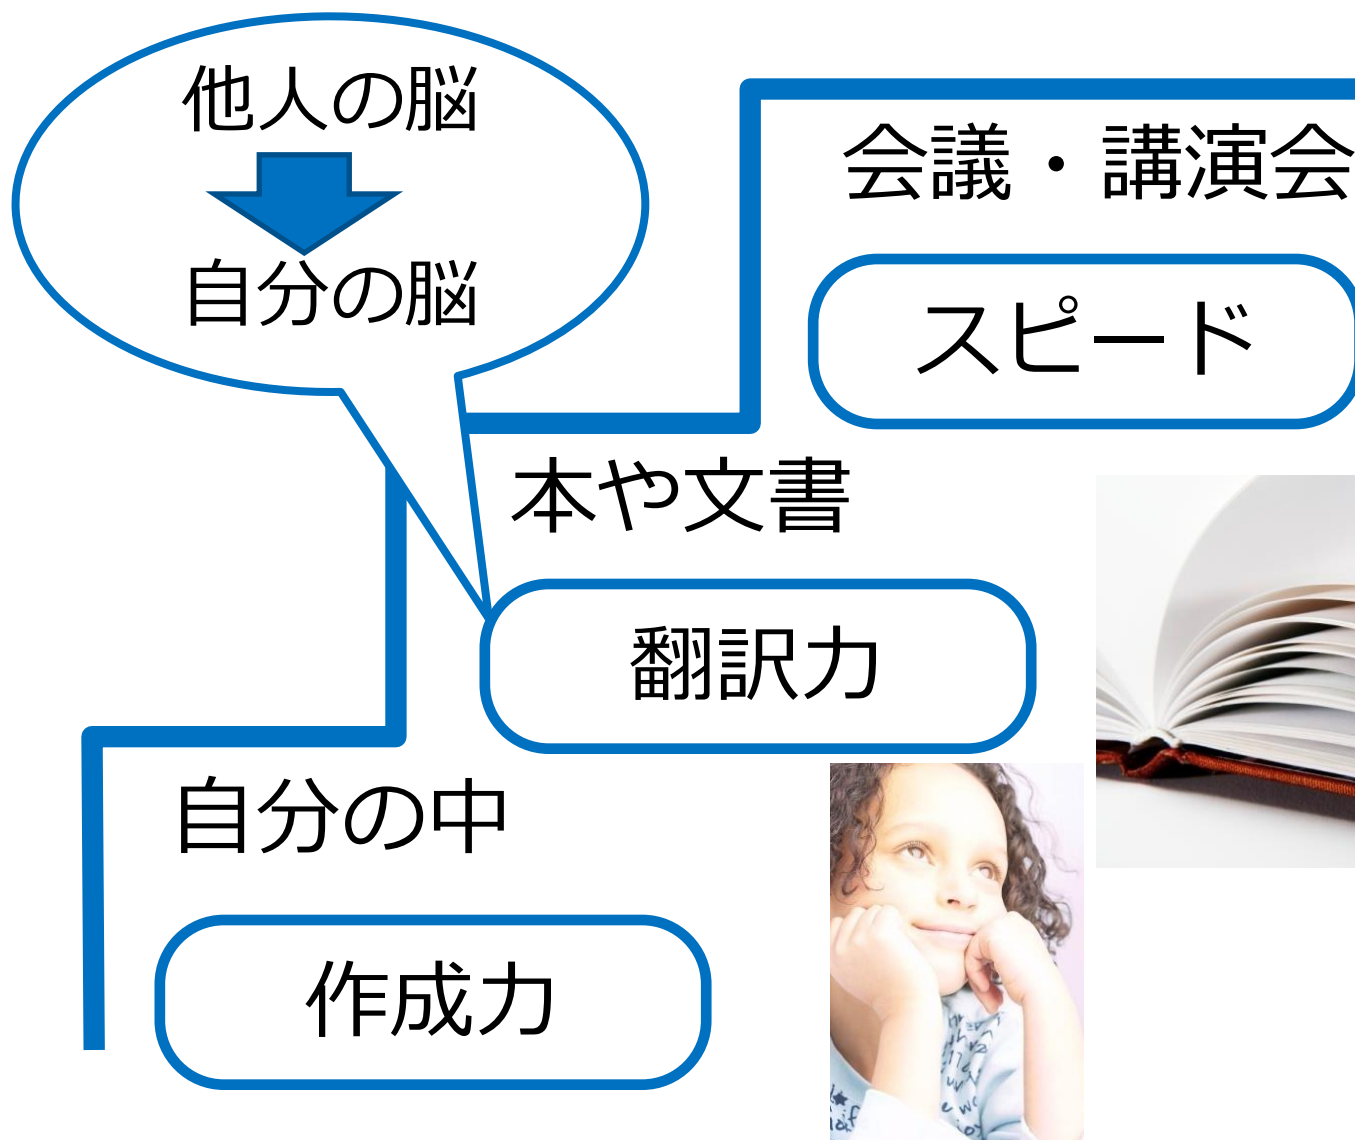 他人の脳
自分の脳
会議・講演会
スピード
本や文書
翻訳力
自分の中
作成力